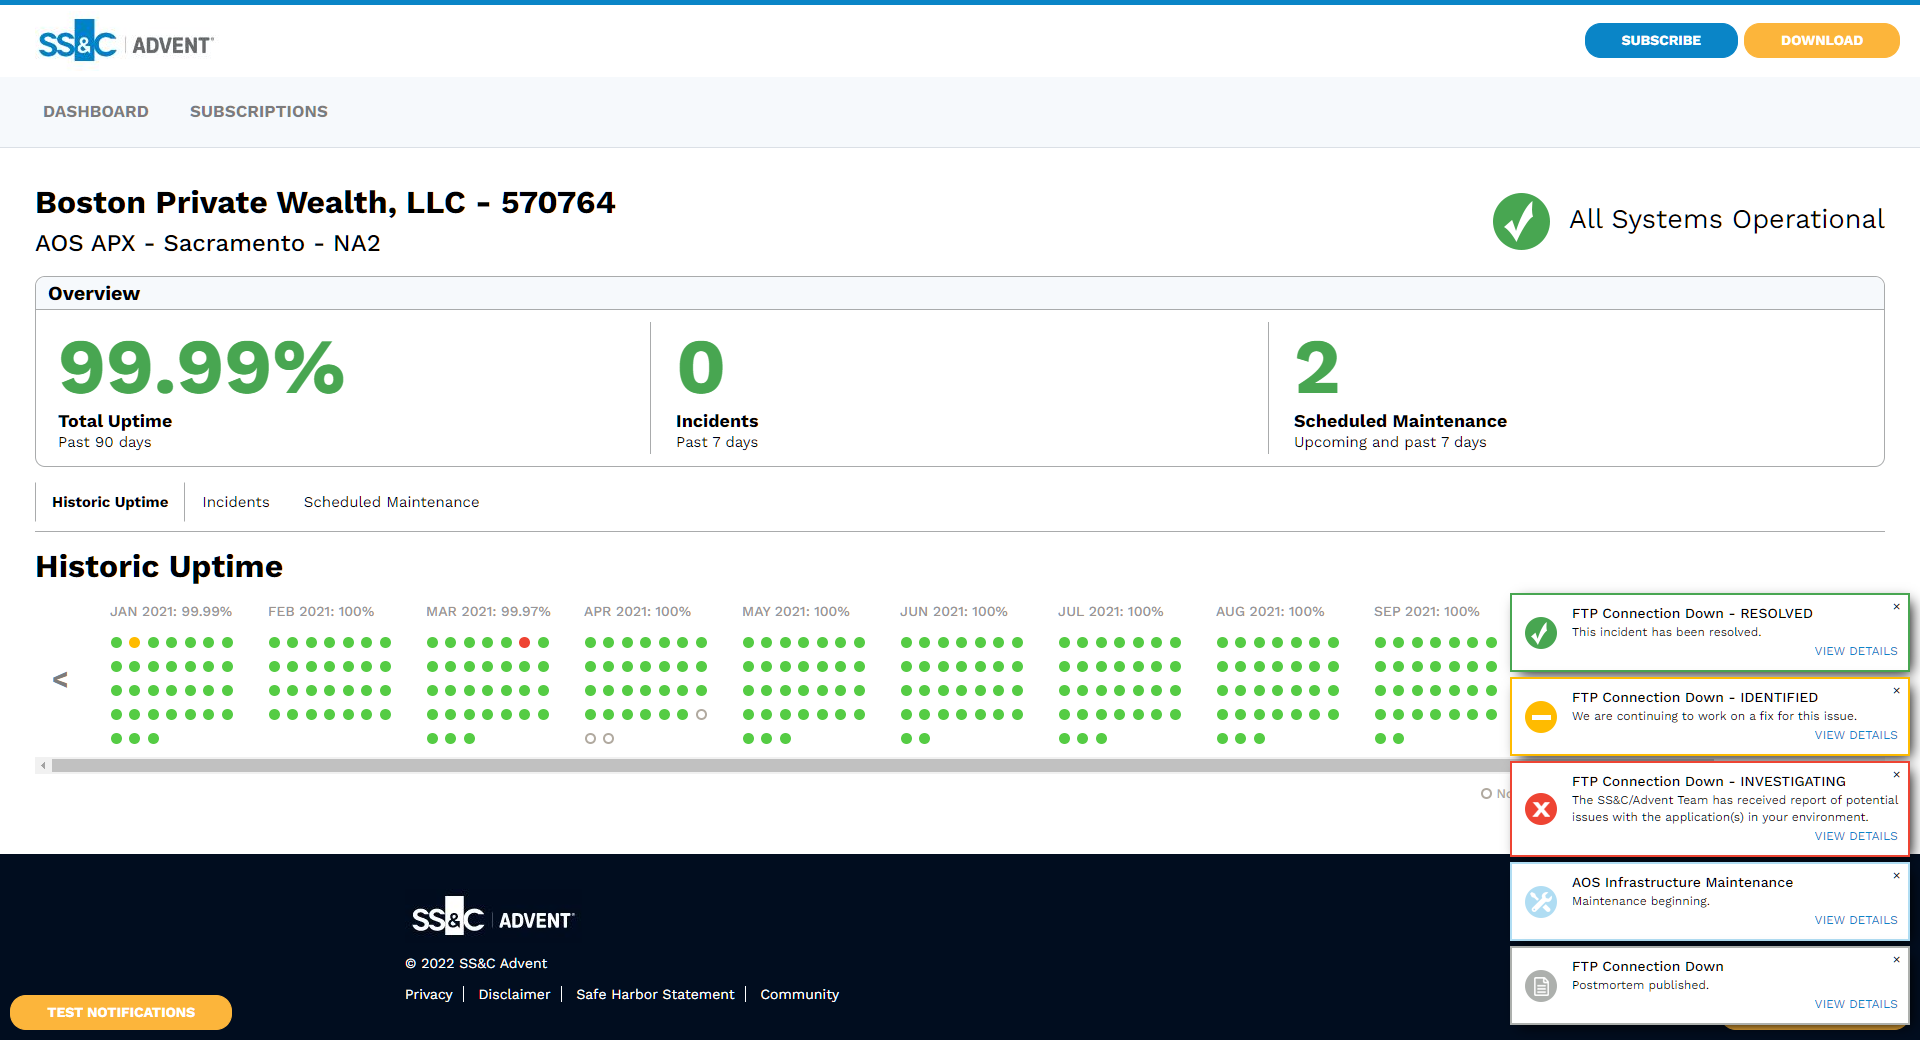 SS&C | ADVENT®
SUBSCRIBE
DOWNLOAD
DASHBOARD
SUBSCRIPTIONS
Boston Private Wealth, LLC - 570764
AOS APX - Sacramento - NA2
All Systems Operational
Overview
99.99%
Total Uptime
Past 90 days
0
Incidents
Past 7 days
2
Scheduled Maintenance
Upcoming and past 7 days
Historic Uptime
Incidents
Scheduled Maintenance
Historic Uptime
<
JAN 2021: 99.99%
FEB 2021: 100%
MAR 2021: 99.97%
APR 2021: 100%
MAY 2021: 100%
JUN 2021: 100%
JUL 2021: 100%
AUG 2021: 100%
SEP 2021: 100%
FTP Connection Down - RESOLVED ×
This incident has been resolved.
VIEW DETAILS
FTP Connection Down - IDENTIFIED ×
We are continuing to work on a fix for this issue.
VIEW DETAILS
FTP Connection Down - INVESTIGATING ×
The SS&C/Advent Team has received report of potential
issues with the application(s) in your environment.
VIEW DETAILS
AOS Infrastructure Maintenance ×
Maintenance beginning.
VIEW DETAILS
FTP Connection Down ×
Postmortem published.
VIEW DETAILS
SS&C | ADVENT®
© 2022 SS&C Advent
Privacy | Disclaimer | Safe Harbor Statement | Community
TEST NOTIFICATIONS